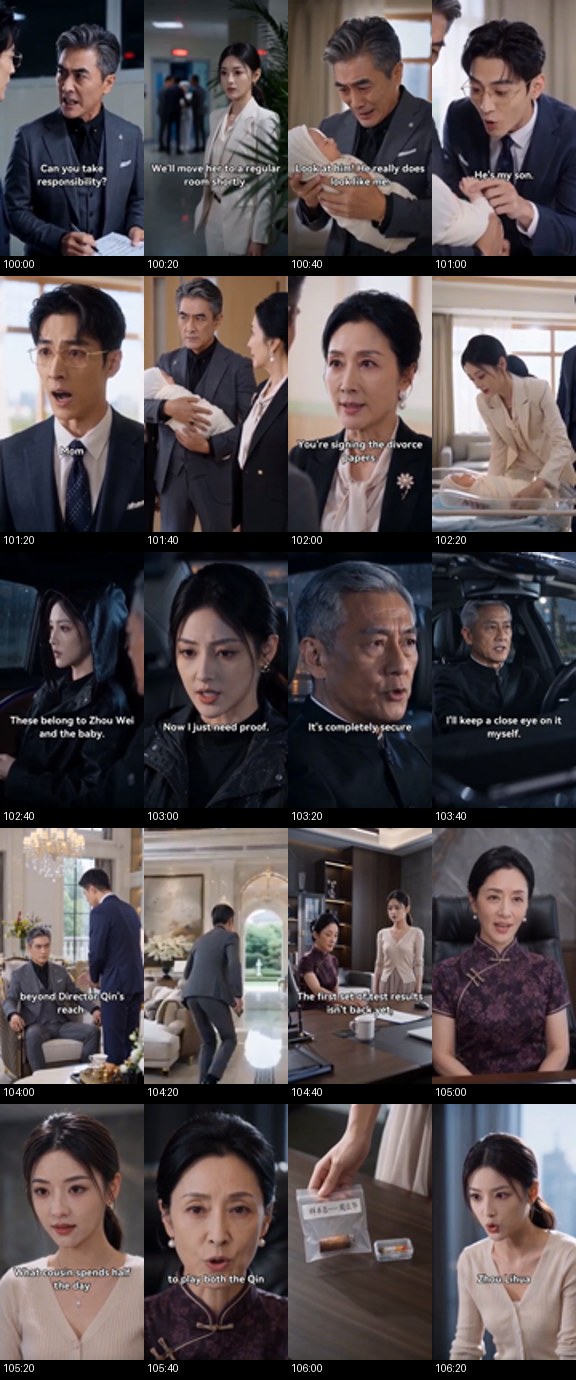 Can you take
responsibility?
We'll move her to a regular
room shortly
Look at him! He really does
look like me.
He's my son.
100:00
100:20
100:40
101:00
Mom
You're signing the divorce
papers
101:20
101:40
102:00
102:20
These belong to Zhou Wei
and the baby.
Now I just need proof.
It's completely secure
I'll keep a close eye on it
myself.
102:40
103:00
103:20
103:40
beyond Director Qin's
reach
The first set of test results
isn't back yet
104:00
104:20
104:40
105:00
What cousin spends half
the day
to play both the Qin
Zhou Lihua
105:20
105:40
106:00
106:20